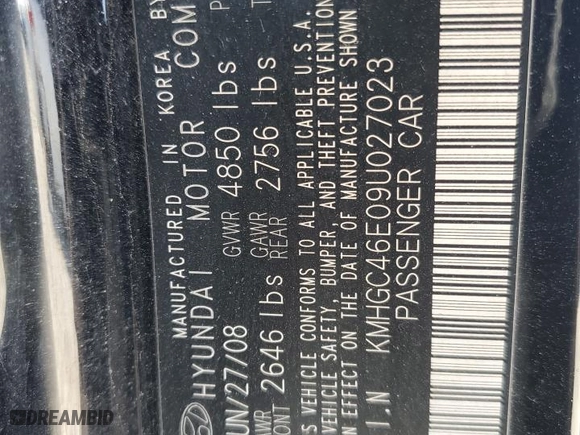 MANUFACTURED IN KOREA BY
HYUNDAI MOTOR COM
UN/27/08 GVWR 4850 lbs
2646 lbs GAWR REAR 2756 lbs
VEHICLE CONFORMS TO ALL APPLICABLE U.S.A.
VEHICLE SAFETY, BUMPER, AND THEFT PREVENTION
EFFECT ON THE DATE OF MANUFACTURE SHOWN
I.N KMHGC46E09U027023
PASSENGER CAR
DREAMBID